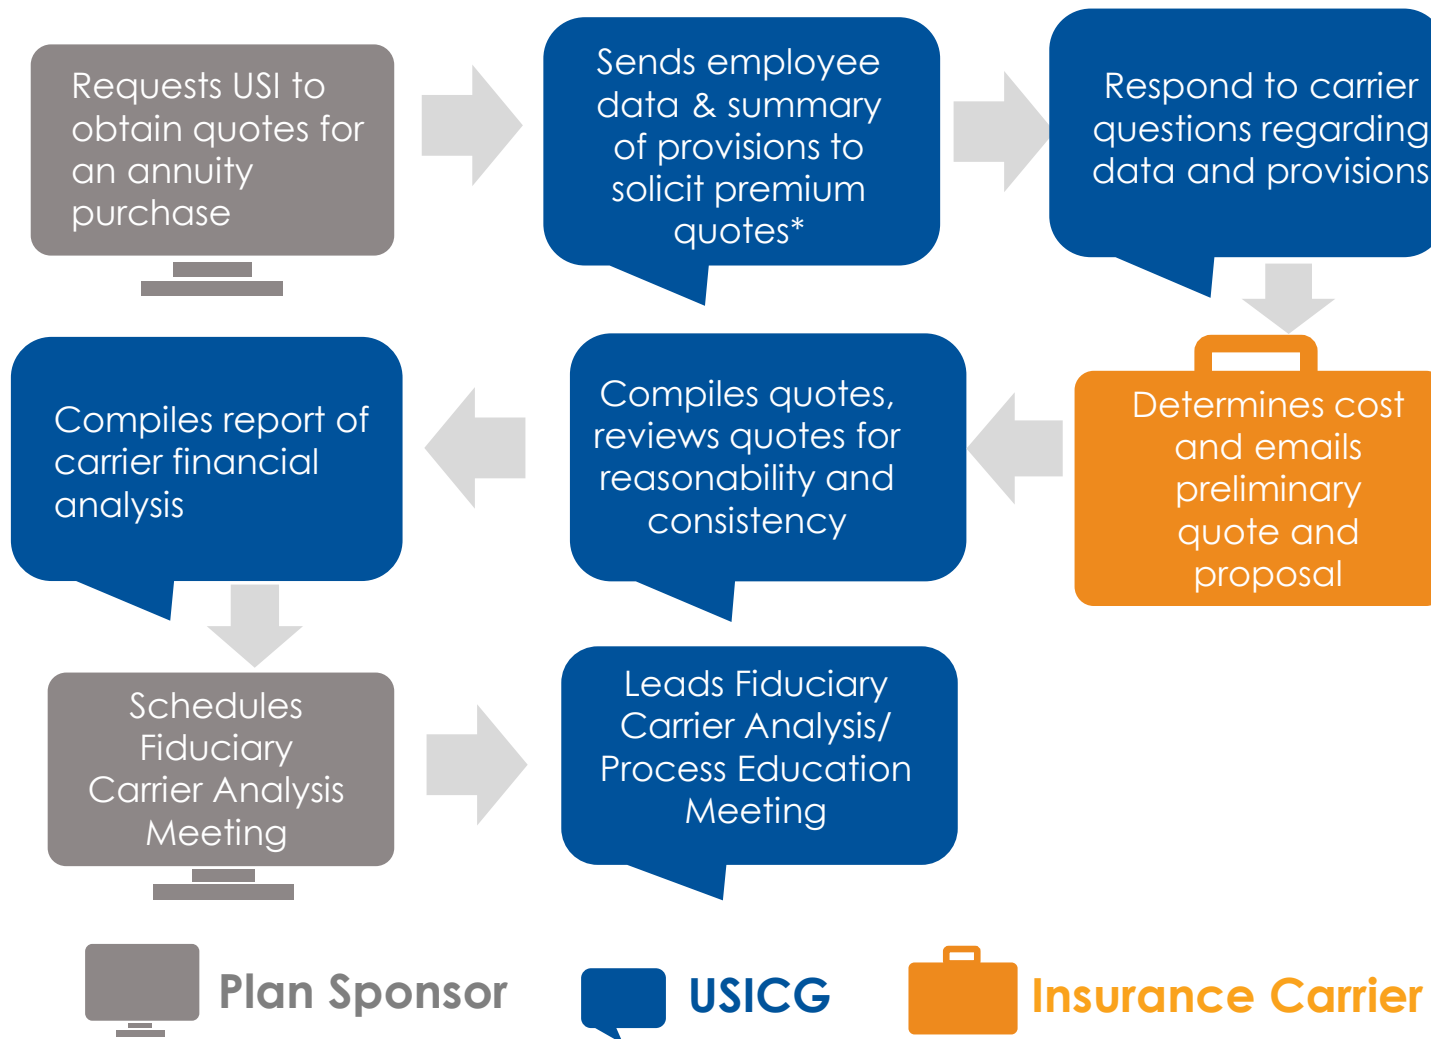 Requests USI to
obtain quotes for
an annuity
purchase
Sends employee
data & summary
of provisions to
solicit premium
quotes*
Respond to carrier
questions regarding
data and provisions
Determines cost
and emails
preliminary
quote and
proposal
Compiles quotes,
reviews quotes for
reasonability and
consistency
Compiles report of
carrier financial
analysis
Schedules
Fiduciary
Carrier Analysis
Meeting
Leads Fiduciary
Carrier Analysis/
Process Education
Meeting
Plan Sponsor
USICG
Insurance Carrier